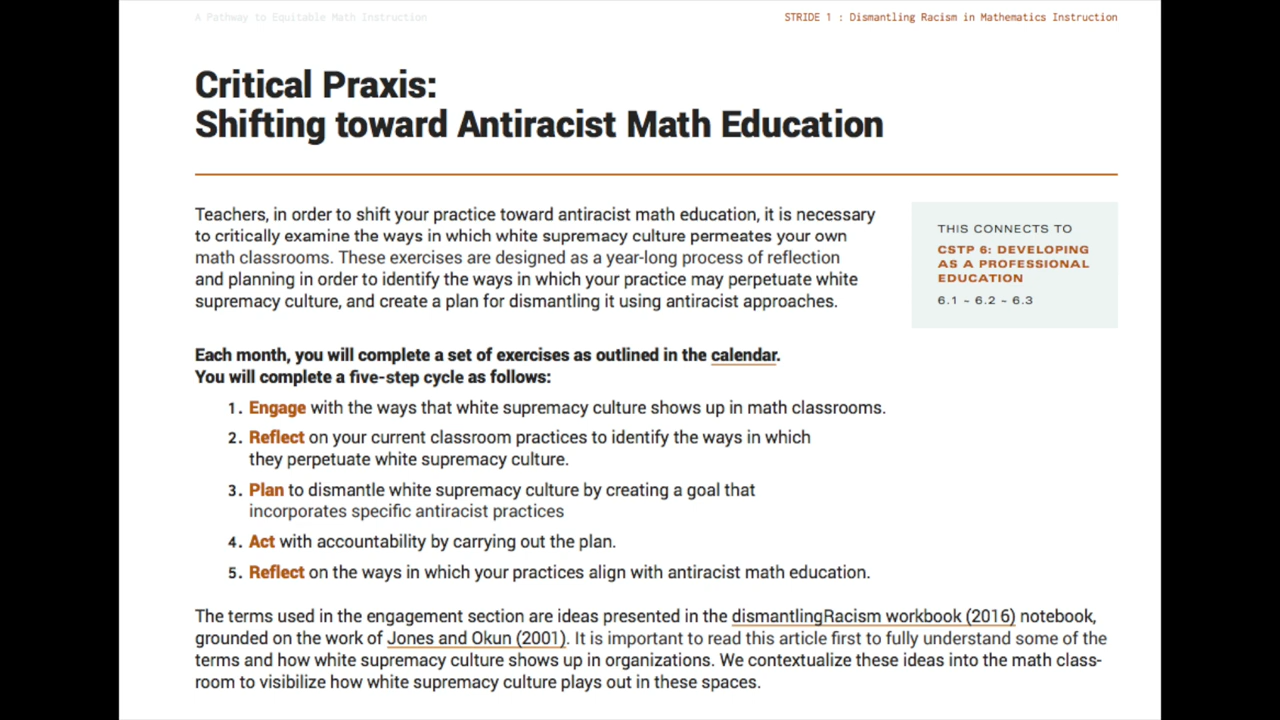 A Pathway to Equitable Math Instruction
STRIDE 1 : Dismantling Racism in Mathematics Instruction
Critical Praxis:
Shifting toward Antiracist Math Education
Teachers, in order to shift your practice toward antiracist math education, it is necessary
to critically examine the ways in which white supremacy culture permeates your own
math classrooms. These exercises are designed as a year-long process of reflection
and planning in order to identify the ways in which your practice may perpetuate white
supremacy culture, and create a plan for dismantling it using antiracist approaches.
THIS CONNECTS TO
CSTP 6: DEVELOPING
AS A PROFESSIONAL
EDUCATION
6.1 ~ 6.2 ~ 6.3
Each month, you will complete a set of exercises as outlined in the calendar.
You will complete a five-step cycle as follows:
1. Engage with the ways that white supremacy culture shows up in math classrooms.
2. Reflect on your current classroom practices to identify the ways in which
they perpetuate white supremacy culture.
3. Plan to dismantle white supremacy culture by creating a goal that
incorporates specific antiracist practices
4. Act with accountability by carrying out the plan.
5. Reflect on the ways in which your practices align with antiracist math education.
The terms used in the engagement section are ideas presented in the dismantlingRacism workbook (2016) notebook,
grounded on the work of Jones and Okun (2001). It is important to read this article first to fully understand some of the
terms and how white supremacy culture shows up in organizations. We contextualize these ideas into the math class-
room to visibilize how white supremacy culture plays out in these spaces.